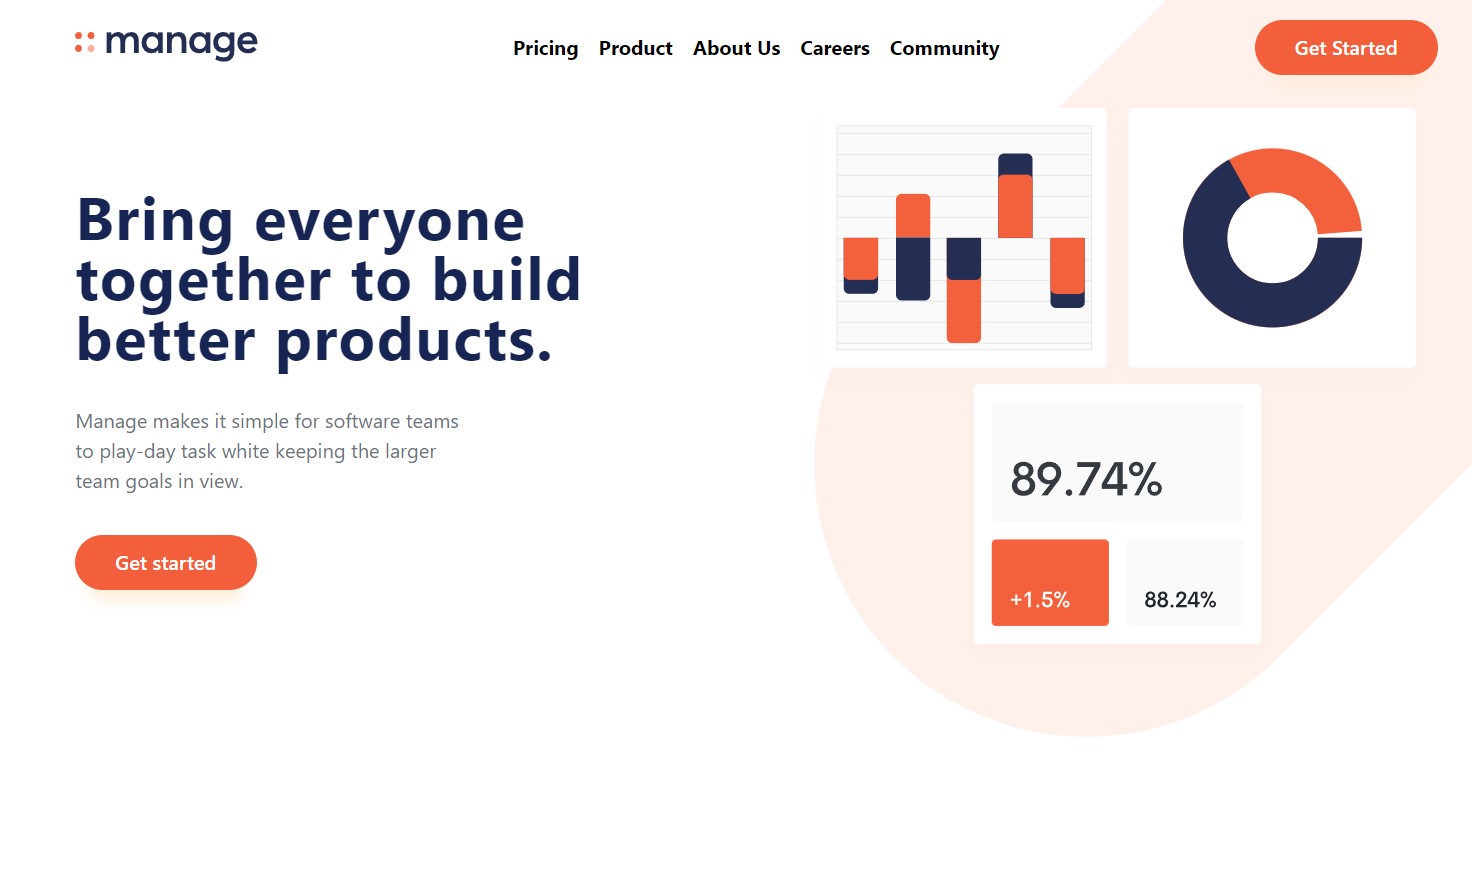 manage
Pricing Product About Us Careers Community
Get Started
Bring everyone
together to build
better products.
Manage makes it simple for software teams
to play-day task white keeping the larger
team goals in view.
Get started
89.74%
+1.5%
88.24%